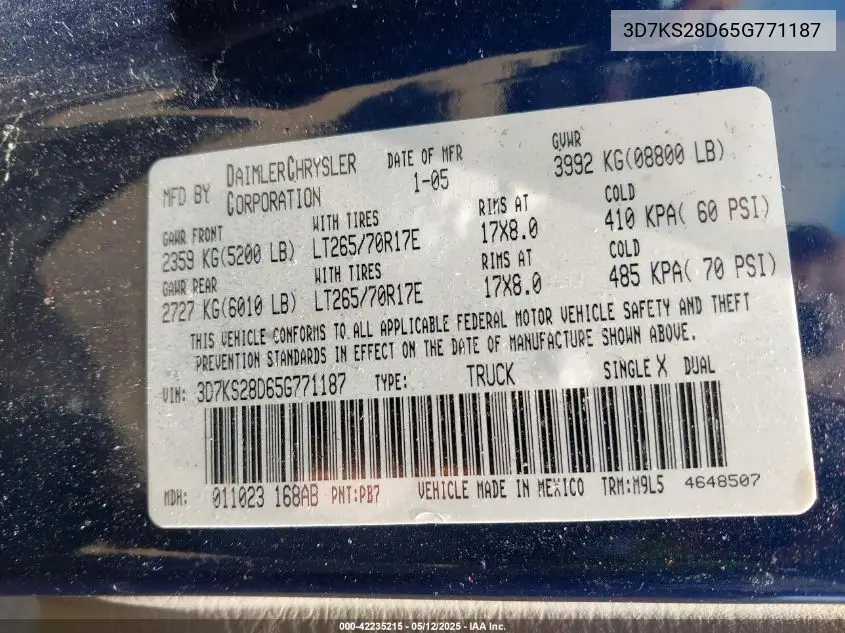 3D7KS28D65G771187
MFD BY DAIMLERCHRYSLER CORPORATION
DATE OF MFR 1-05
GVWR 3992 KG(08800 LB)
GAWR FRONT WITH TIRES RIMS AT COLD
2359 KG(5200 LB) LT265/70R17E 17X8.0 410 KPA( 60 PSI)
GAWR REAR WITH TIRES RIMS AT COLD
2727 KG(6010 LB) LT265/70R17E 17X8.0 485 KPA( 70 PSI)
THIS VEHICLE CONFORMS TO ALL APPLICABLE FEDERAL MOTOR VEHICLE SAFETY AND THEFT
PREVENTION STANDARDS IN EFFECT ON THE DATE OF MANUFACTURE SHOWN ABOVE.
VIN: 3D7KS28D65G771187 TYPE: TRUCK SINGLE X DUAL
MDH: 011023 168AB PNT:PB7 VEHICLE MADE IN MEXICO TRM:M9L5 4648507
000-42235215 - 05/12/2025 - IAA Inc.